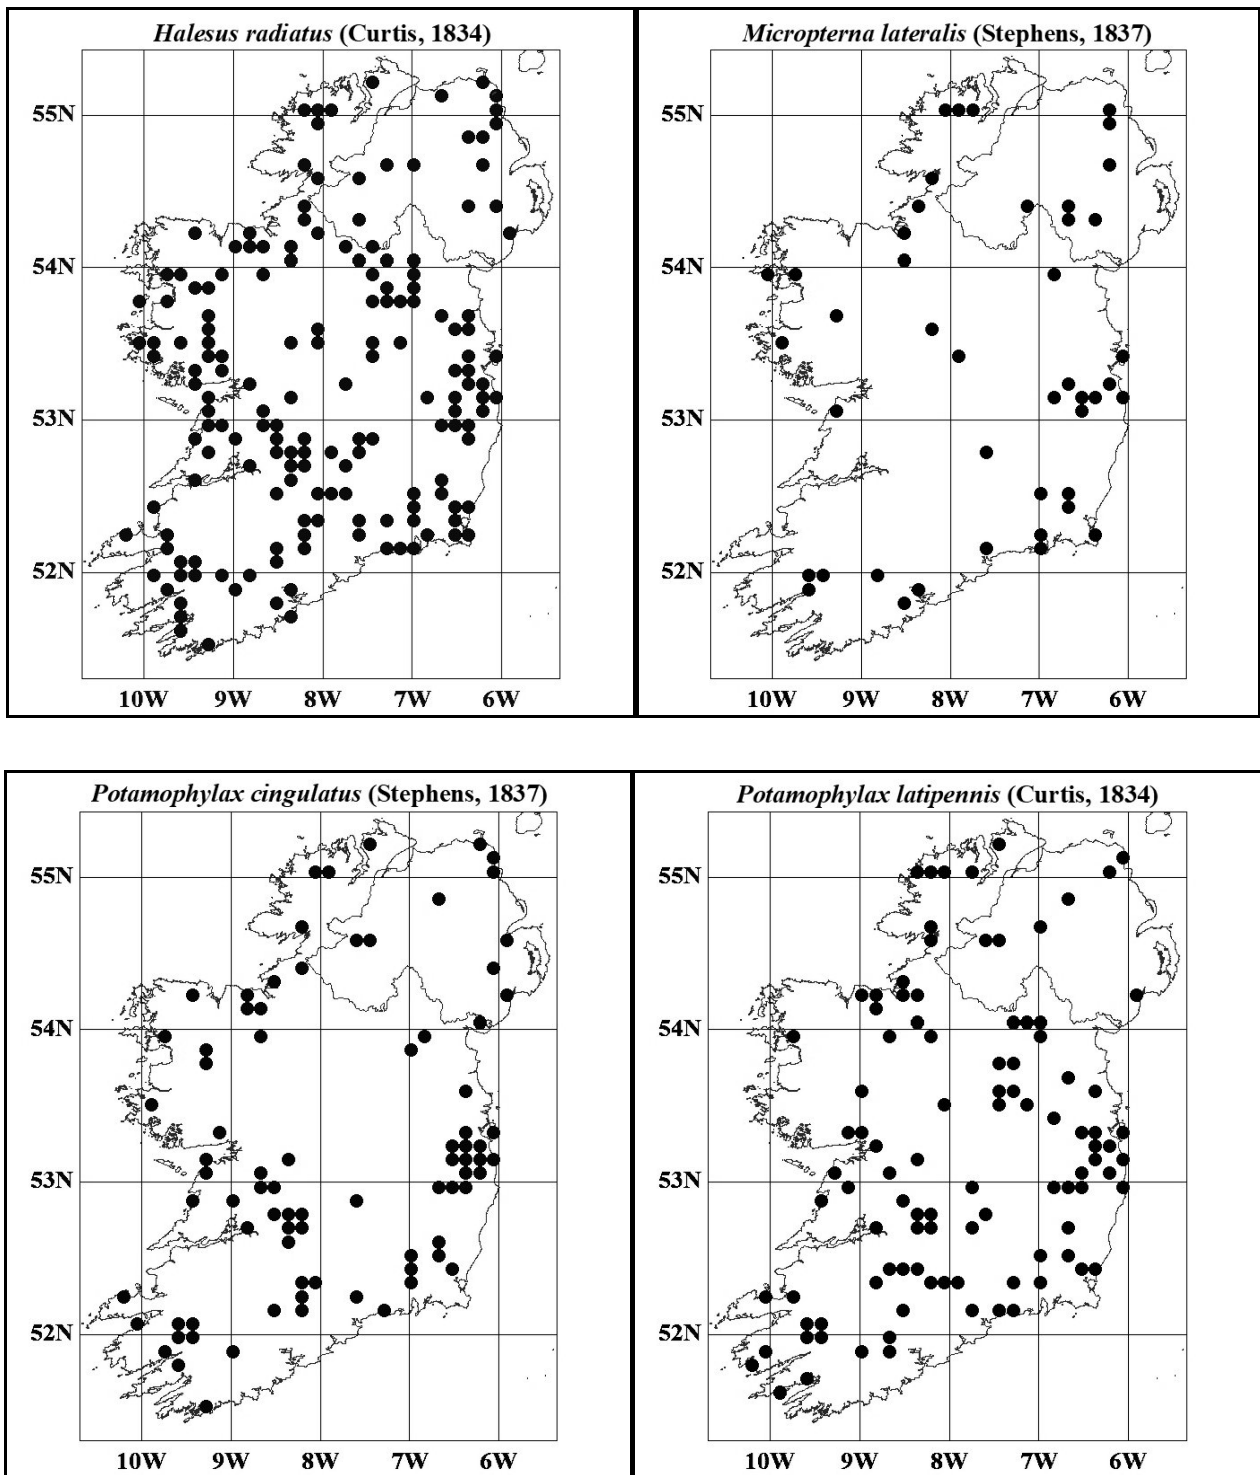 Halesus radiatus (Curtis, 1834)
55N
54N
53N
52N
10W 9W 8W 7W 6W
Micropterna lateralis (Stephens, 1837)
55N
54N
53N
52N
10W 9W 8W 7W 6W
Potamophylax cingulatus (Stephens, 1837)
55N
54N
53N
52N
10W 9W 8W 7W 6W
Potamophylax latipennis (Curtis, 1834)
55N
54N
53N
52N
10W 9W 8W 7W 6W